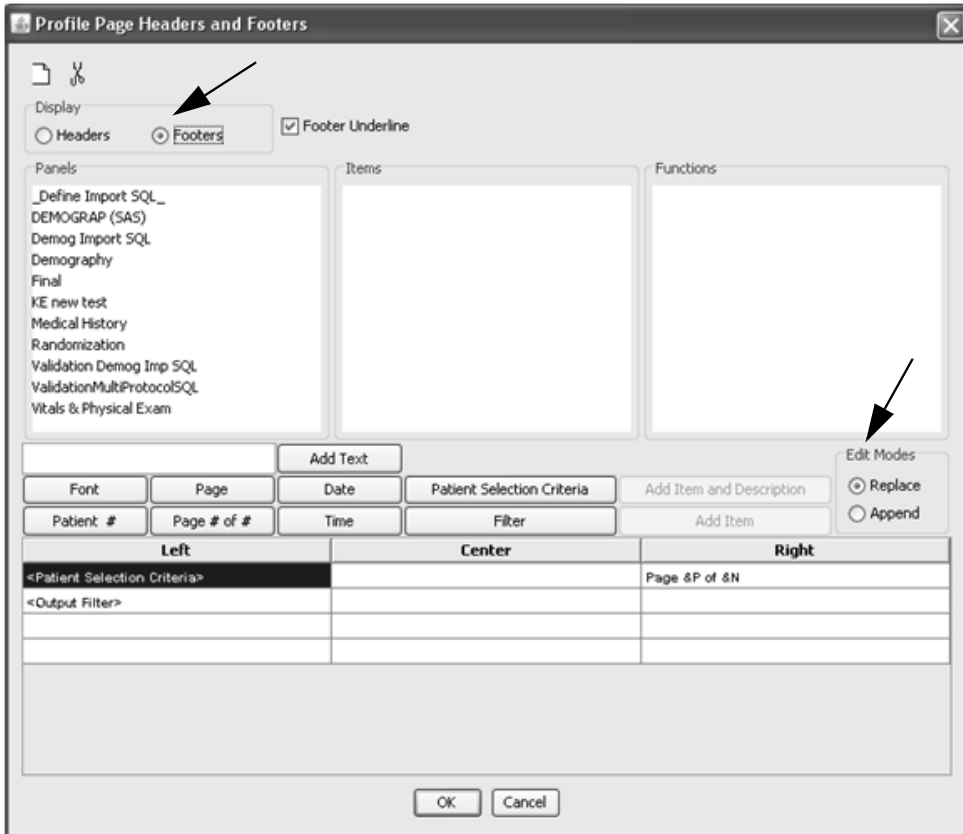 Profile Page Headers and Footers
Display
Headers
Footers
Footer Underline
Panels
Items
Functions
_Define Import SQL_
DEMOGRAP (SAS)
Demog Import SQL
Demography
Final
KE new test
Medical History
Randomization
Validation Demog Imp SQL
ValidationMultiProtocolSQL
Vitals & Physical Exam
Add Text
Edit Modes
Font
Page
Date
Patient Selection Criteria
Add Item and Description
Replace
Patient #
Page # of #
Time
Filter
Add Item
Append
Left
Center
Right
<Patient Selection Criteria>
Page &P of &N
<Output Filter>
OK
Cancel